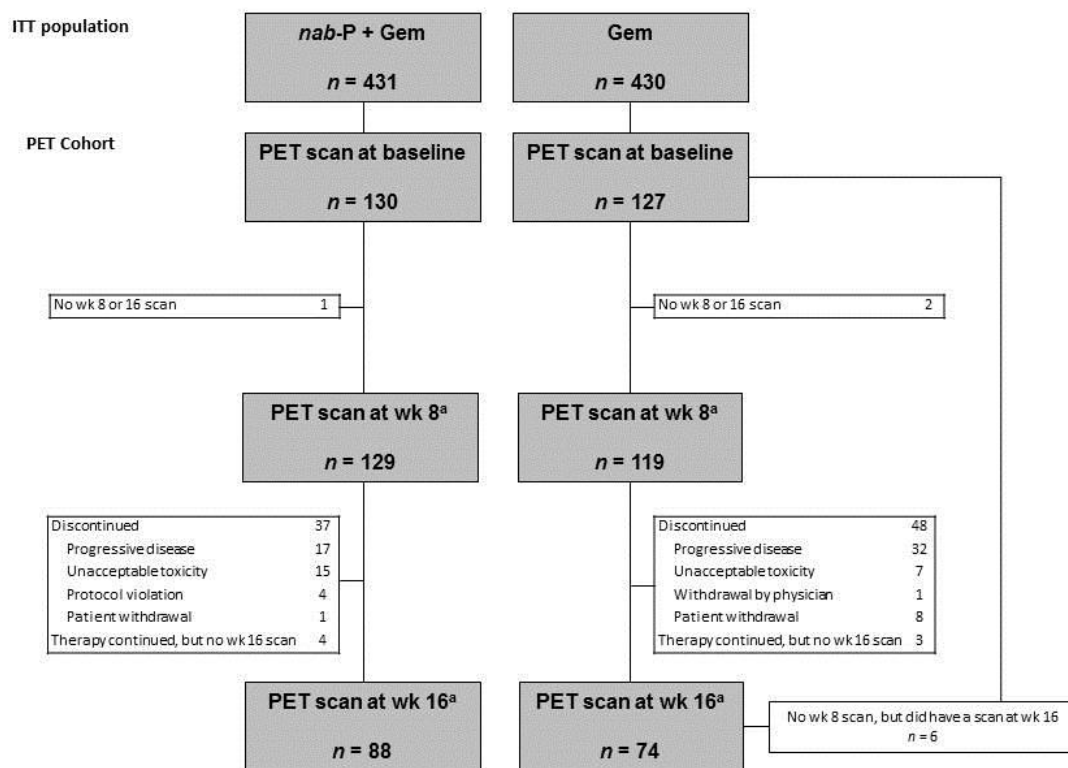 ITT population
nab-P + Gem
n = 431
Gem
n = 430
PET Cohort
PET scan at baseline
n = 130
PET scan at baseline
n = 127
No wk 8 or 16 scan 1
No wk 8 or 16 scan 2
PET scan at wk 8ᵃ
n = 129
PET scan at wk 8ᵃ
n = 119
Discontinued 37
Progressive disease 17
Unacceptable toxicity 15
Protocol violation 4
Patient withdrawal 1
Therapy continued, but no wk 16 scan 4
Discontinued 48
Progressive disease 32
Unacceptable toxicity 7
Withdrawal by physician 1
Patient withdrawal 8
Therapy continued, but no wk 16 scan 3
PET scan at wk 16ᵃ
n = 88
PET scan at wk 16ᵃ
n = 74
No wk 8 scan, but did have a scan at wk 16
n = 6